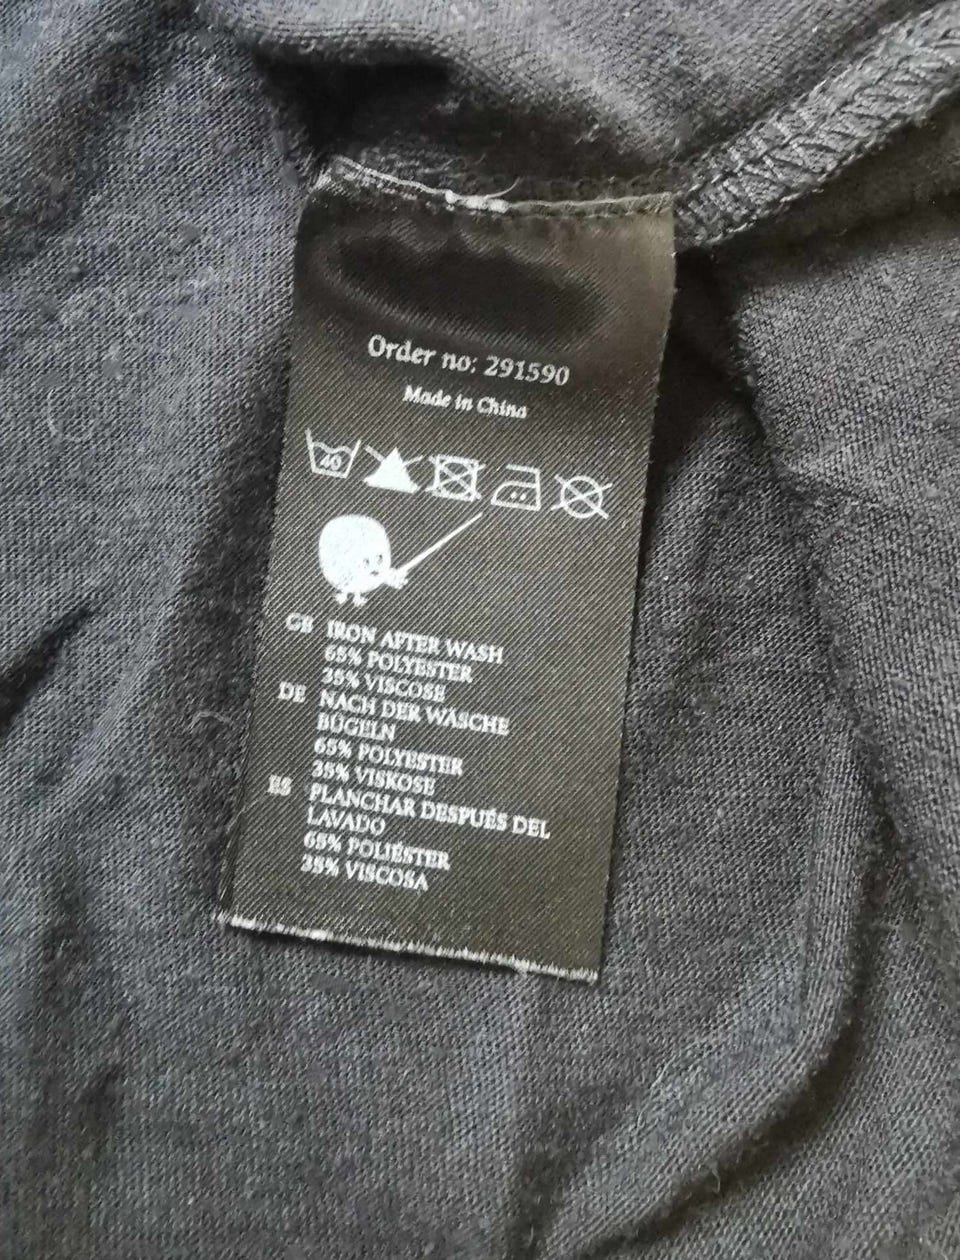 Order no: 291590
Made in China
40
GB IRON AFTER WASH
65% POLYESTER
35% VISCOSE
DE NACH DER WÄSCHE
BÜGELN
65% POLYESTER
35% VISKOSE
ES PLANCHAR DESPUÉS DEL
LAVADO
65% POLIÉSTER
35% VISCOSA